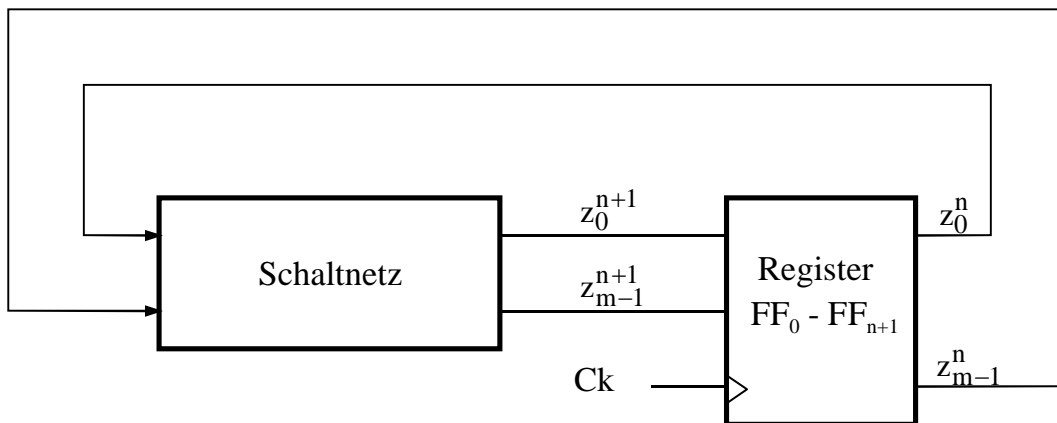 z_0^{n+1}
z_0^n
Schaltnetz
Register
z_{m−1}^{n+1}
FF_0 - FF_{n+1}
Ck
z_{m−1}^n